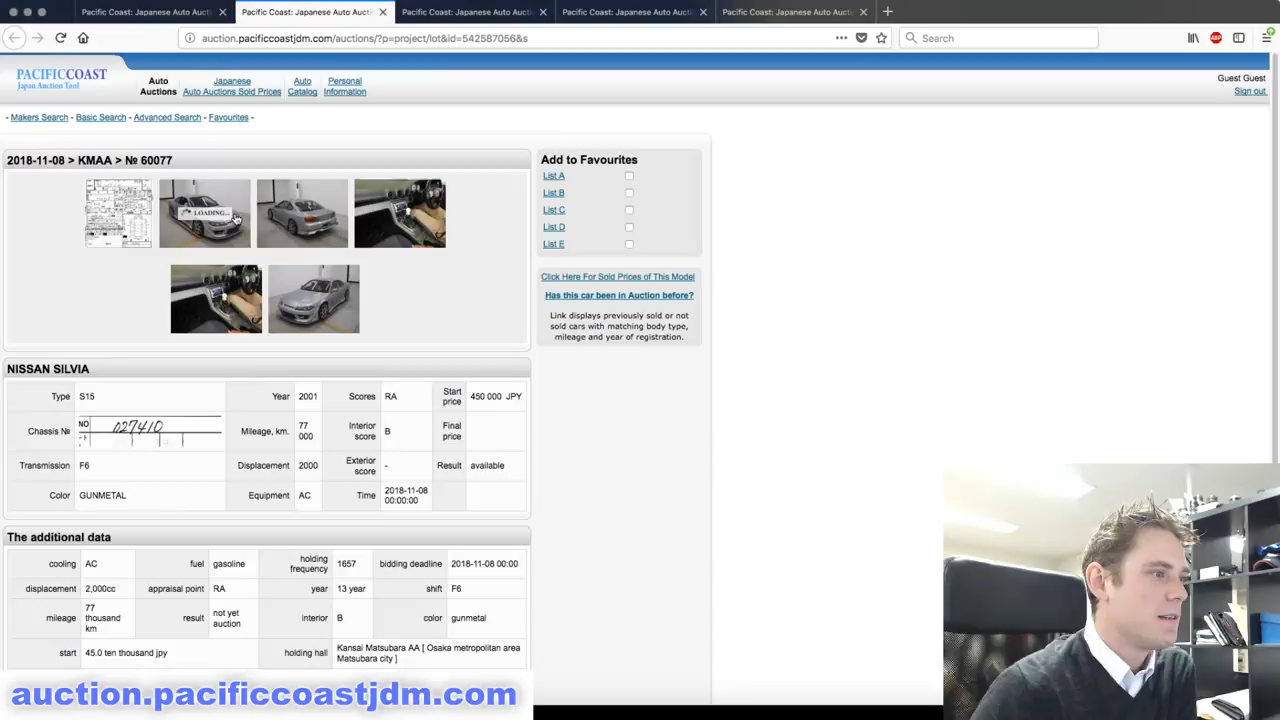 Pacific Coast: Japanese Auto Aucti
Pacific Coast: Japanese Auto Aucti
Pacific Coast: Japanese Auto Aucti
Pacific Coast: Japanese Auto Aucti
Pacific Coast: Japanese Auto Aucti
auction.pacificcoastjdm.com/auctions/?p=project/lot&id=542587056&s
Search
ABP
PACIFICCOAST
Japan Auction Tool
Auto Auctions
Japanese Auto Auctions Sold Prices
Auto Catalog
Personal Information
Guest Guest
Sign out
- Makers Search - Basic Search - Advanced Search - Favourites -
2018-11-08 > KMAA > № 60077
LOADING...
Add to Favourites
List A
List B
List C
List D
List E
Click Here For Sold Prices of This Model
Has this car been in Auction before?
Link displays previously sold or not
sold cars with matching body type,
mileage and year of registration.
NISSAN SILVIA
Type S15 Year 2001 Scores RA Start price 450 000 JPY
Chassis № NO 027410 Mileage, km. 77 000 Interior score B Final price
Transmission F6 Displacement 2000 Exterior score - Result available
Color GUNMETAL Equipment AC Time 2018-11-08 00:00:00
The additional data
cooling AC fuel gasoline holding frequency 1657 bidding deadline 2018-11-08 00:00
displacement 2,000cc appraisal point RA year 13 year shift F6
mileage 77 thousand km result not yet auction Interior B color gunmetal
start 45.0 ten thousand jpy holding hall Kansai Matsubara AA [ Osaka metropolitan area Matsubara city ]
auction.pacificcoastjdm.com